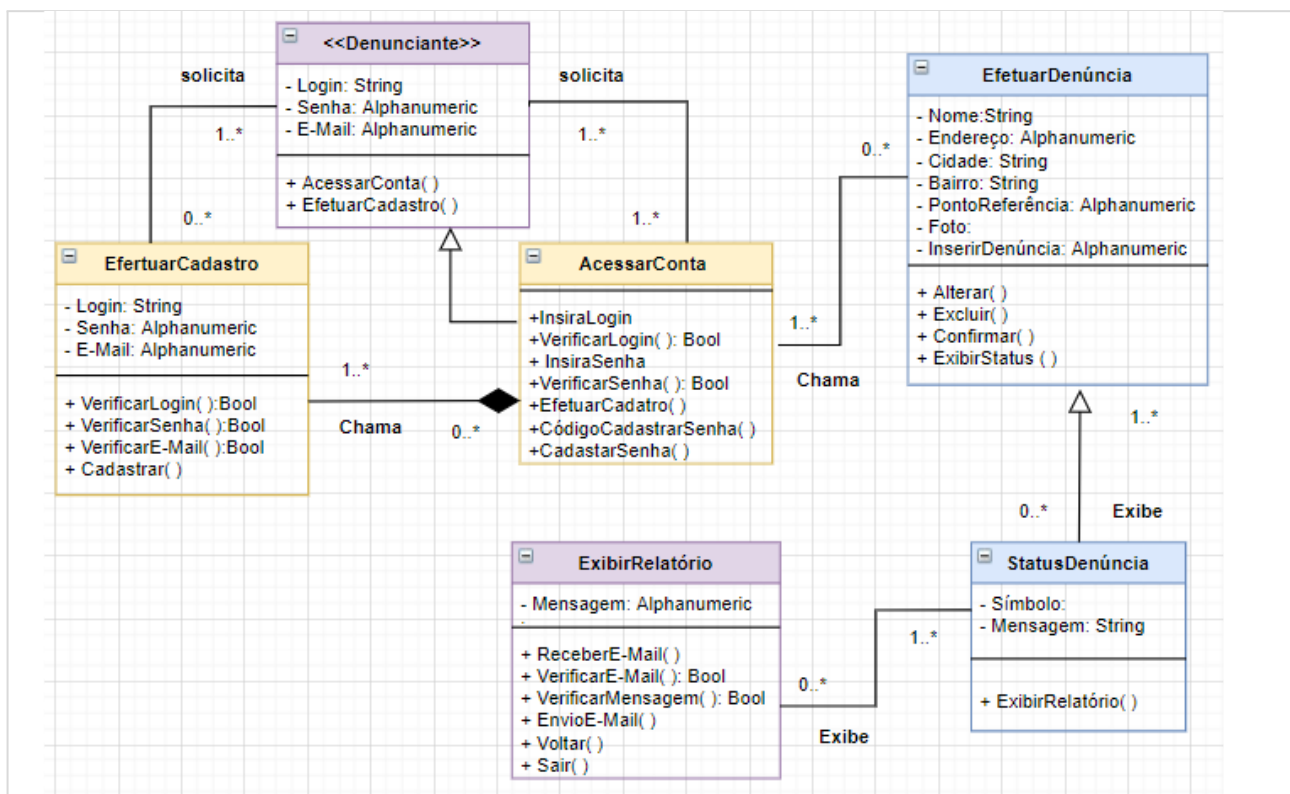 <<Denunciante>>
- Login: String
- Senha: Alphanumeric
- E-Mail: Alphanumeric
+ AcessarConta( )
+ EfetuarCadastro( )
solicita
1..*
0..*
solicita
1..*
1..*
EfetuarDenúncia
- Nome:String
- Endereço: Alphanumeric
- Cidade: String
- Bairro: String
- PontoReferência: Alphanumeric
- Foto:
- InserirDenúncia: Alphanumeric
+ Alterar( )
+ Excluir( )
+ Confirmar( )
+ ExibirStatus ( )
0..*
1..*
Chama
EfertuarCadastro
- Login: String
- Senha: Alphanumeric
- E-Mail: Alphanumeric
+ VerificarLogin( ):Bool
+ VerificarSenha( ):Bool
+ VerificarE-Mail( ):Bool
+ Cadastrar( )
1..*
Chama
0..*
AcessarConta
+InsiraLogin
+VerificarLogin( ): Bool
+ InsiraSenha
+VerificarSenha( ): Bool
+EfetuarCadatro( )
+CódigoCadastrarSenha( )
+CadastarSenha( )
1..*
0..*
Exibe
ExibirRelatório
- Mensagem: Alphanumeric
+ ReceberE-Mail( )
+ VerificarE-Mail( ): Bool
+ VerificarMensagem( ): Bool
+ EnvioE-Mail( )
+ Voltar( )
+ Sair( )
0..*
Exibe
1..*
StatusDenúncia
- Símbolo:
- Mensagem: String
+ ExibirRelatório( )